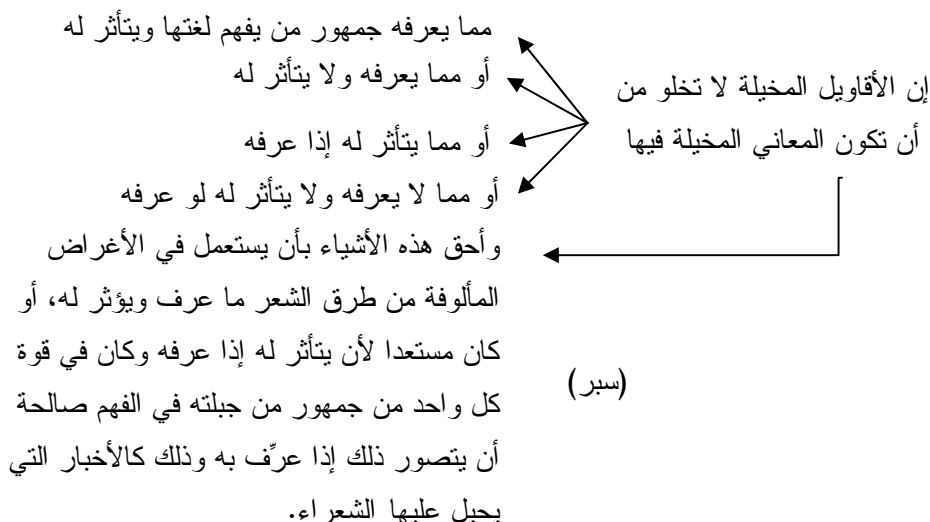 إن الأقاويل المخيلة لا تخلو من
أن تكون المعاني المخيلة فيها
مما يعرفه جمهور من يفهم لغتها ويتأثر له
أو مما يعرفه ولا يتأثر له
أو مما يتأثر له إذا عرفه
أو مما لا يعرفه ولا يتأثر له لو عرفه
وأحق هذه الأشياء بأن يستعمل في الأغراض
المألوفة من طرق الشعر ما عرف ويؤثر له، أو
كان مستعدا لأن يتأثر له إذا عرفه وكان في قوة
كل واحد من جمهور من جبلته في الفهم صالحة
أن يتصور ذلك إذا عرِّف به وذلك كالأخبار التي
يحيل عليها الشعراء.
(سبر)